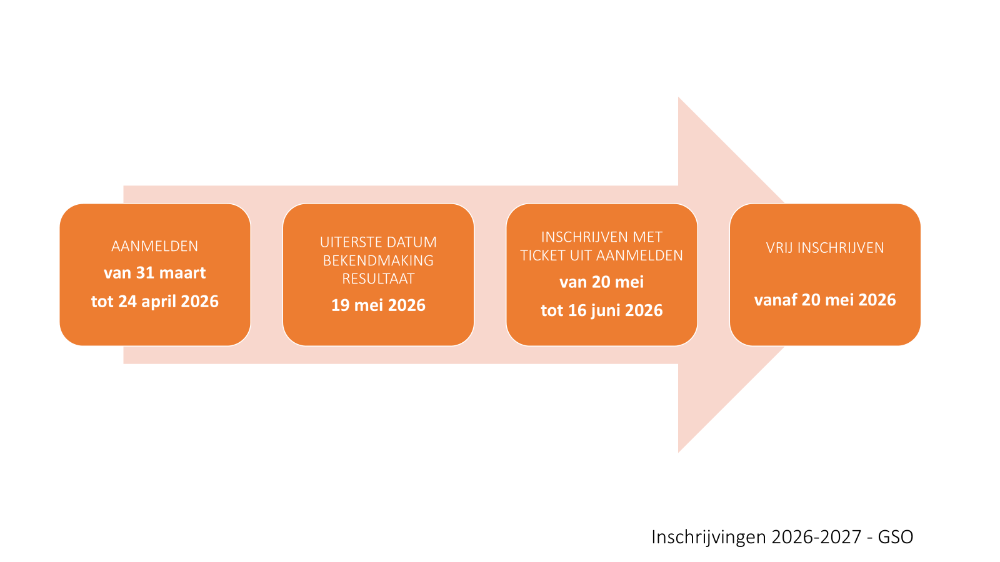 AANMELDEN
van 31 maart
tot 24 april 2026
UITERSTE DATUM
BEKENDMAKING
RESULTAAT
19 mei 2026
INSCHRIJVEN MET
TICKET UIT AANMELDEN
van 20 mei
tot 16 juni 2026
VRIJ INSCHRIJVEN
vanaf 20 mei 2026
Inschrijvingen 2026-2027 - GSO